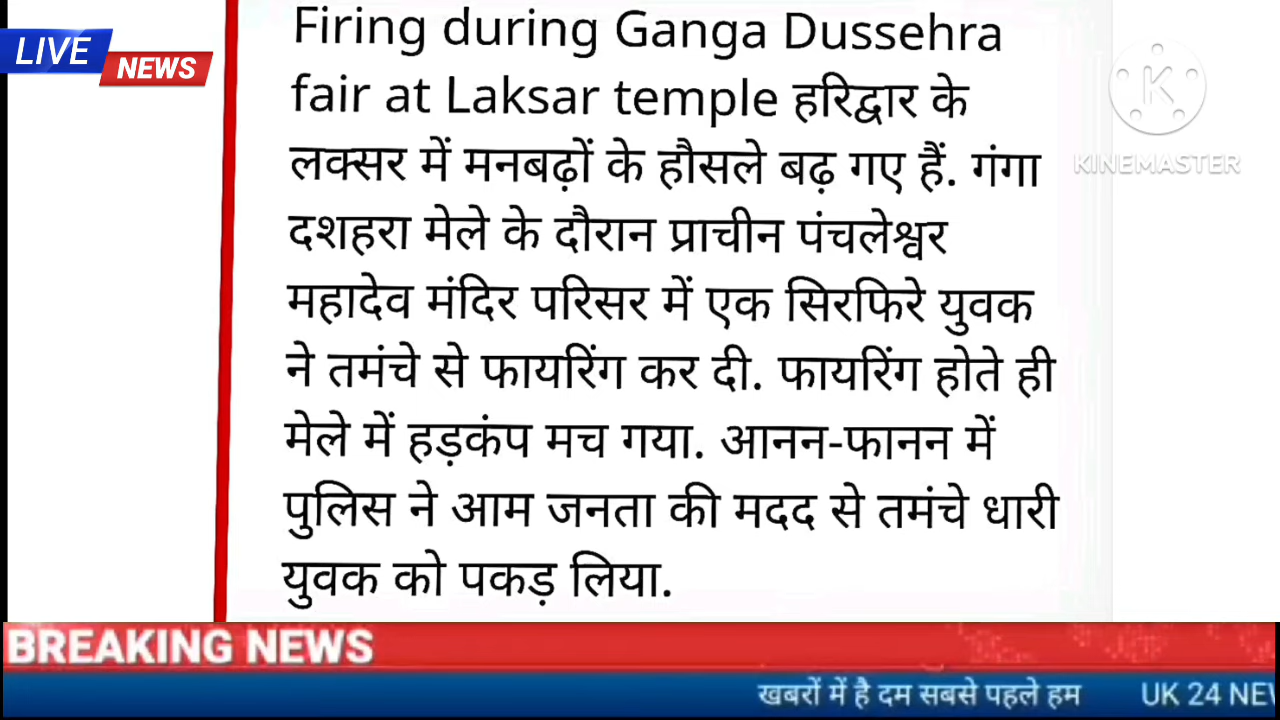 LIVE
NEWS
Firing during Ganga Dussehra
fair at Laksar temple हरिद्वार के
लक्सर में मनबढ़ों के हौसले बढ़ गए हैं. गंगा
दशहरा मेले के दौरान प्राचीन पंचलेश्वर
महादेव मंदिर परिसर में एक सिरफिरे युवक
ने तमंचे से फायरिंग कर दी. फायरिंग होते ही
मेले में हड़कंप मच गया. आनन-फानन में
पुलिस ने आम जनता की मदद से तमंचे धारी
युवक को पकड़ लिया.
K
KINEMASTER
BREAKING NEWS
खबरों में है दम सबसे पहले हम UK 24